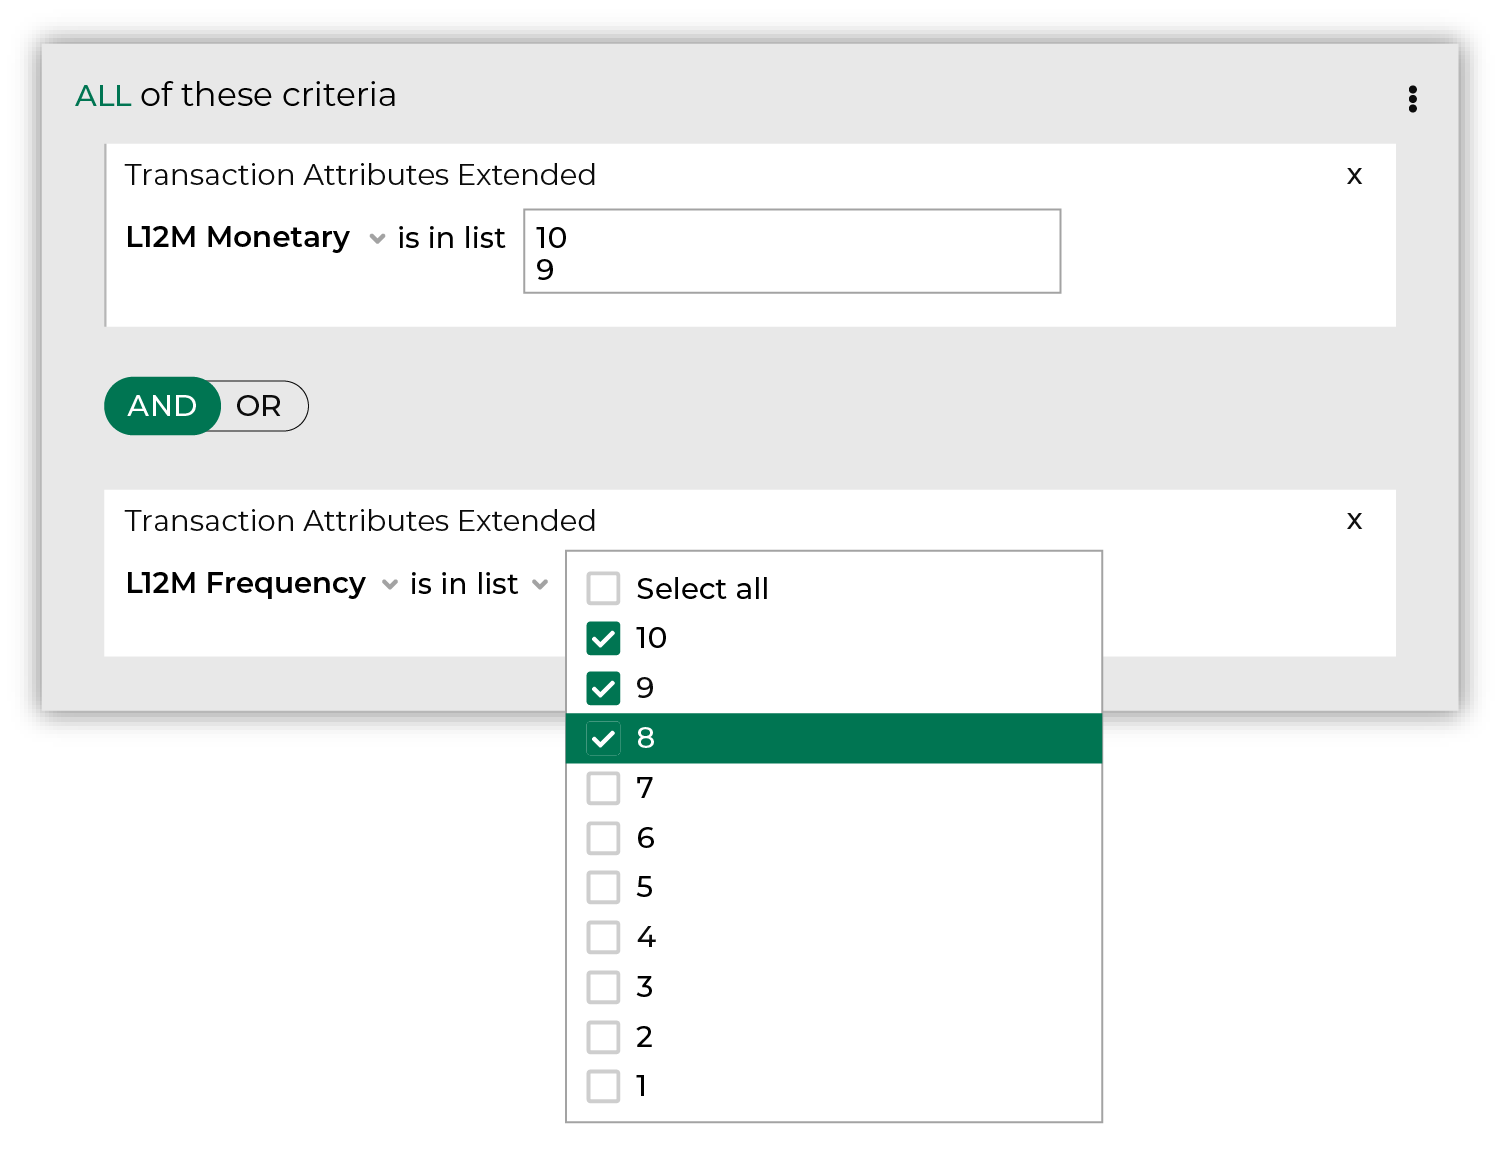 ALL of these criteria
Transaction Attributes Extended
x
L12M Monetary is in list
10
9
AND OR
Transaction Attributes Extended
x
L12M Frequency is in list
Select all
10
9
8
7
6
5
4
3
2
1